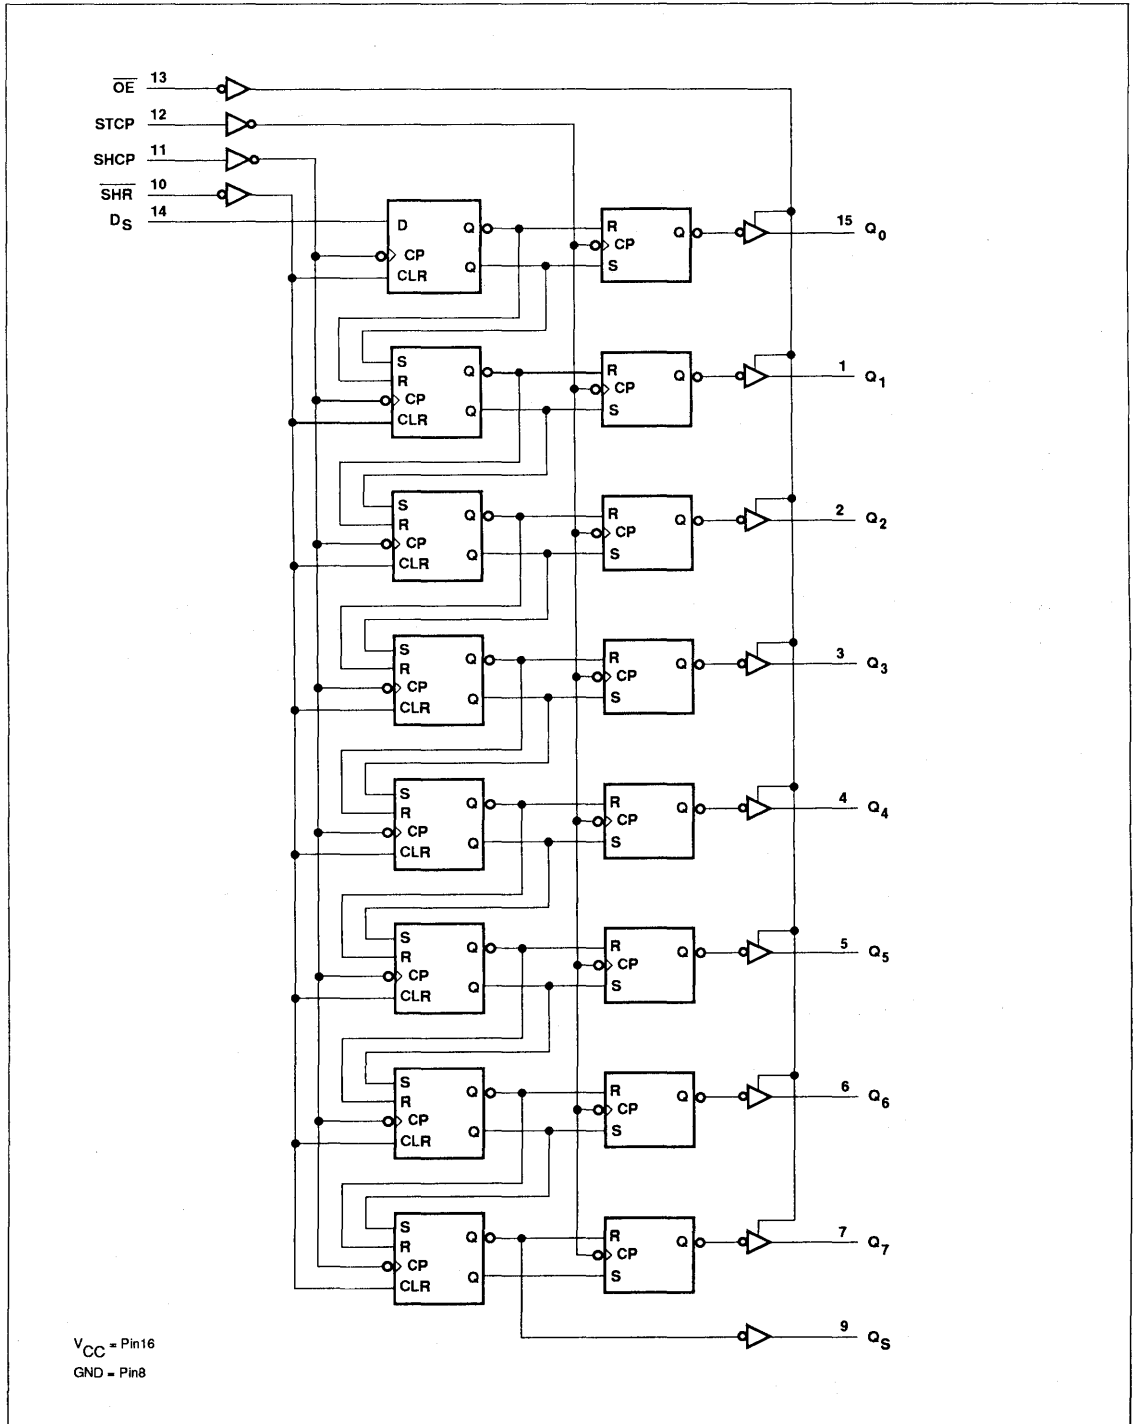 O̅E̅ 13
STCP 12
SHCP 11
S̅H̅R̅ 10
DS 14
D Q
CP
CLR Q
R Q
CP
S
15 Q0
S Q
R
CP
CLR Q
R Q
CP
S
1 Q1
S Q
R
CP
CLR Q
R Q
CP
S
2 Q2
S Q
R
CP
CLR Q
R Q
CP
S
3 Q3
S Q
R
CP
CLR Q
R Q
CP
S
4 Q4
S Q
R
CP
CLR Q
R Q
CP
S
5 Q5
S Q
R
CP
CLR Q
R Q
CP
S
6 Q6
S Q
R
CP
CLR Q
R Q
CP
S
7 Q7
9 QS
VCC = Pin16
GND = Pin8